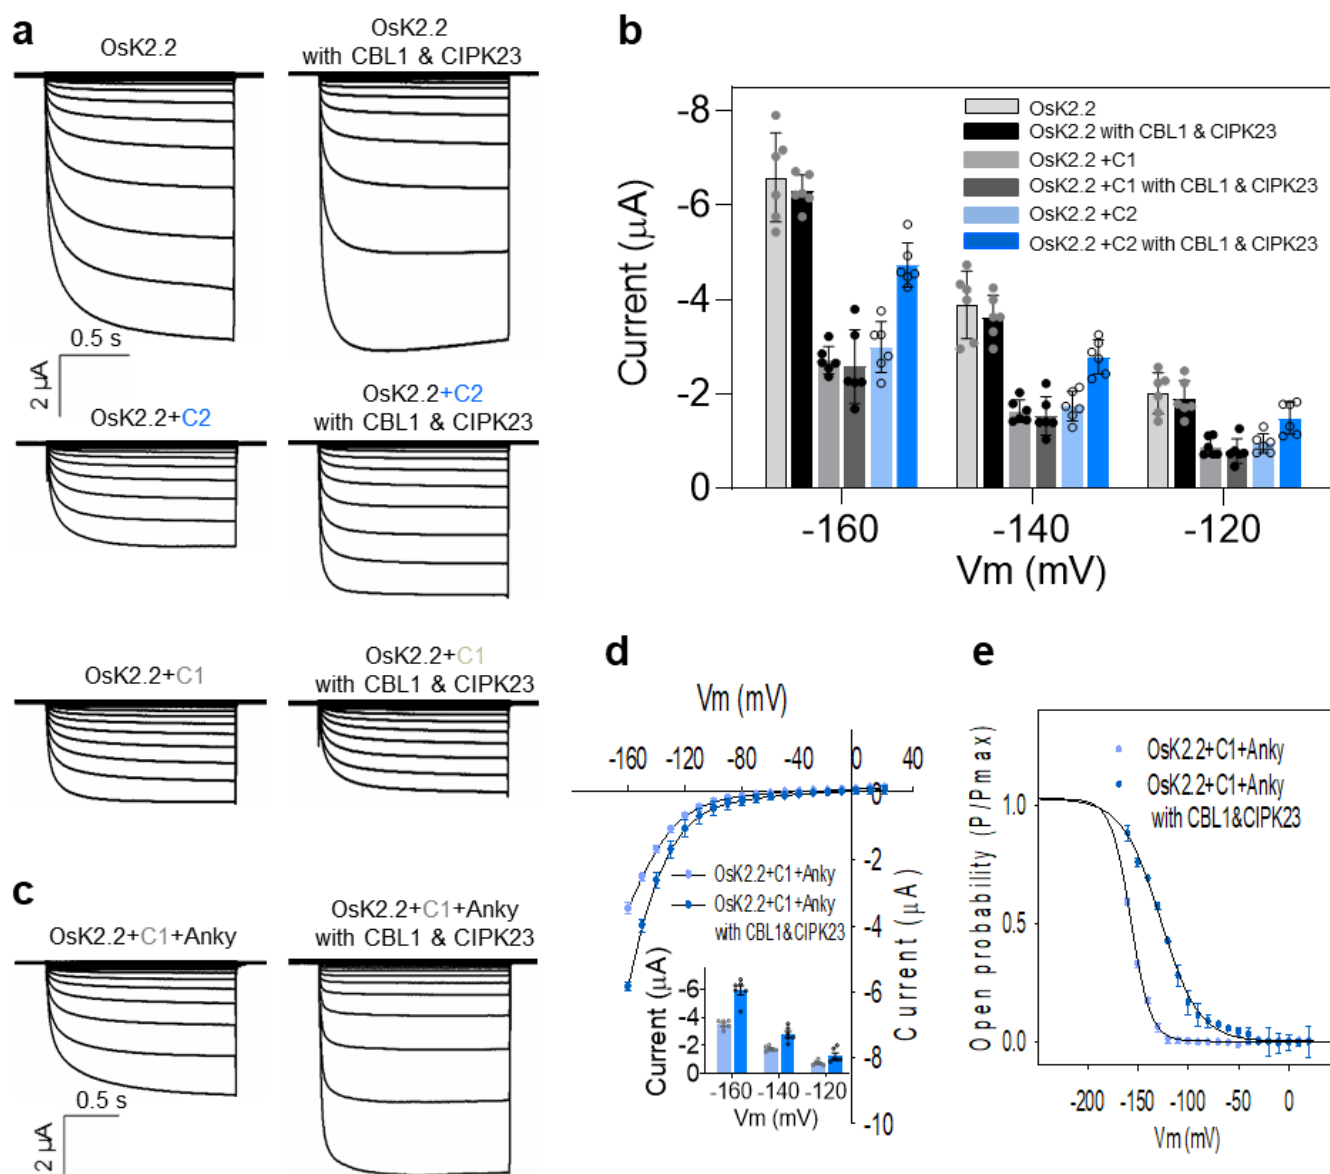 a
OsK2.2
OsK2.2
with CBL1 & CIPK23
0.5 s
2 μA
OsK2.2+C2
OsK2.2+C2
with CBL1 & CIPK23
OsK2.2+C1
OsK2.2+C1
with CBL1 & CIPK23
b
Current (μA)
-8
-6
-4
-2
0
OsK2.2
OsK2.2 with CBL1 & CIPK23
OsK2.2 +C1
OsK2.2 +C1 with CBL1 & CIPK23
OsK2.2 +C2
OsK2.2 +C2 with CBL1 & CIPK23
-160 -140 -120
Vm (mV)
c
OsK2.2+C1+Anky
OsK2.2+C1+Anky
with CBL1 & CIPK23
0.5 s
2 μA
d
Vm (mV)
-160 -120 -80 -40 0 40
0
-2
-4
-6
-8
-10
Current (μA)
OsK2.2+C1+Anky
OsK2.2+C1+Anky
with CBL1&CIPK23
Current (μA)
-6
-4
-2
0
-160 -140 -120
Vm (mV)
e
Open probability (P/Pmax)
1.0
0.5
0.0
OsK2.2+C1+Anky
OsK2.2+C1+Anky
with CBL1&CIPK23
-200 -150 -100 -50 0
Vm (mV)